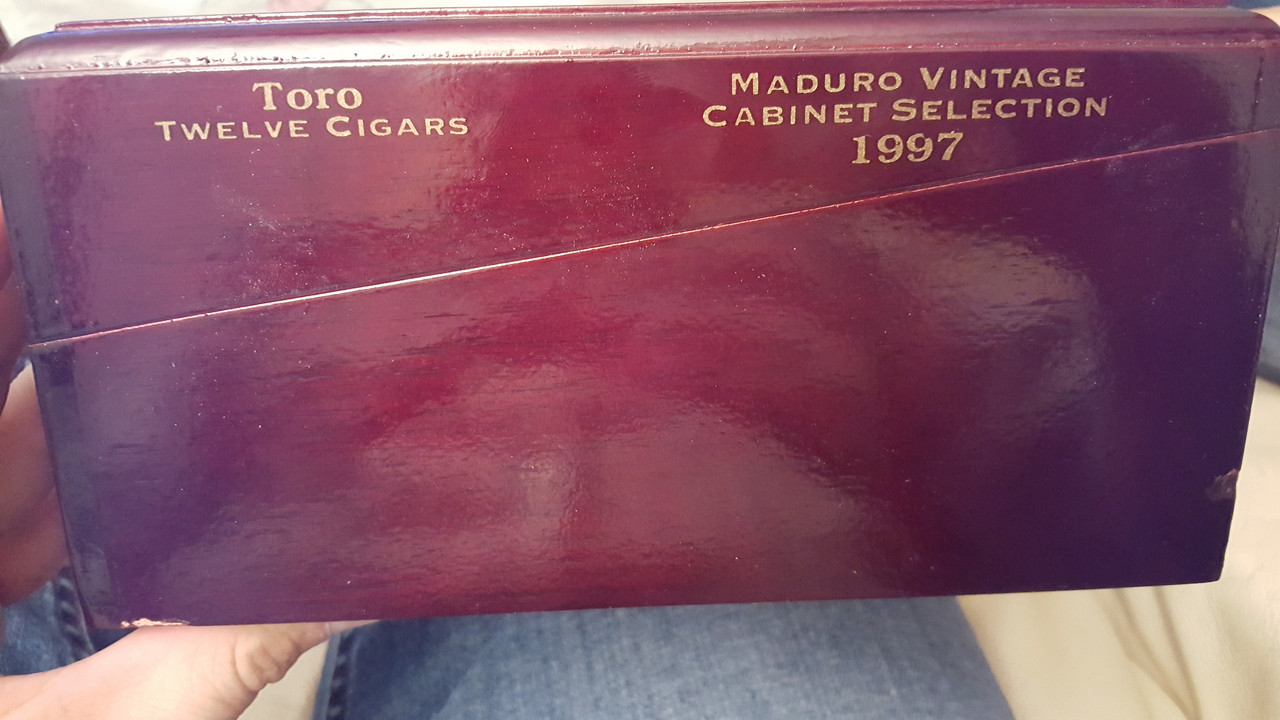 Toro
Twelve Cigars
Maduro Vintage
Cabinet Selection
1997